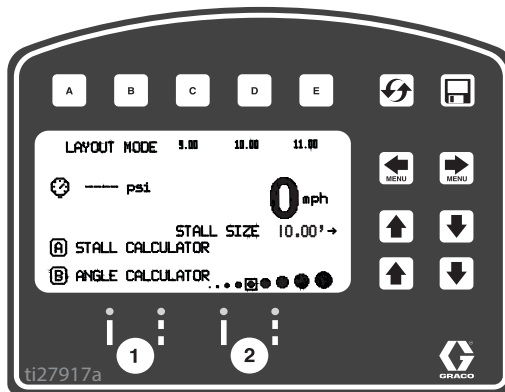 A B C D E
LAYOUT MODE 9.00 10.00 11.00
---- psi
0 mph
MENU MENU
STALL SIZE 10.00'→
A STALL CALCULATOR
B ANGLE CALCULATOR
1 2
ti27917a
GRACO